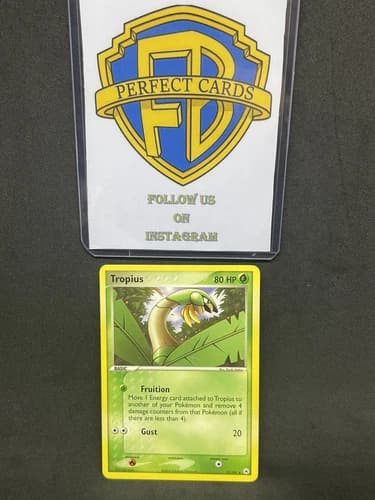 FB
PERFECT CARDS
FOLLOW US
ON
INSTAGRAM
Tropius
80 HP
BASIC
Fruition
Move 1 Energy card attached to Tropius to
another of your Pokémon and remove 4
damage counters from that Pokémon (all if
there are less than 4).
Gust 20